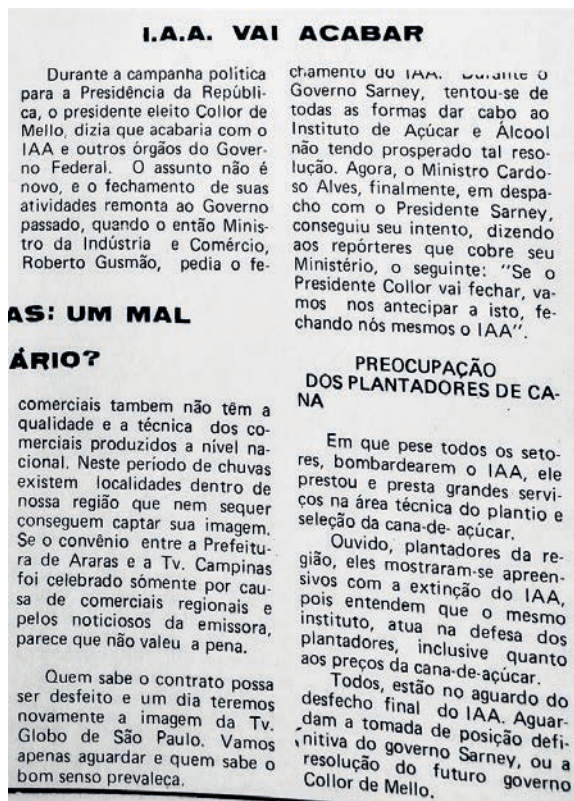 I.A.A. VAI ACABAR
Durante a campanha política
para a Presidência da Repúbli-
ca, o presidente eleito Collor de
Mello, dizia que acabaria com o
IAA e outros órgãos do Gover-
no Federal. O assunto não é
novo, e o fechamento de suas
atividades remonta ao Governo
passado, quando o então Minis-
tro da Indústria e Comércio,
Roberto Gusmão, pedia o fe-
chamento do IAA. Durante o
Governo Sarney, tentou-se de
todas as formas dar cabo ao
Instituto de Açúcar e Álcool
não tendo prosperado tal reso-
lução. Agora, o Ministro Cardo-
so Alves, finalmente, em despa-
cho com o Presidente Sarney,
conseguiu seu intento, dizendo
aos repórteres que cobre seu
Ministério, o seguinte: “Se o
Presidente Collor vai fechar, va-
mos nos antecipar a isto, fe-
chando nós mesmos o IAA”.
PREOCUPAÇÃO
DOS PLANTADORES DE CA-
NA
Em que pese todos os seto-
res, bombardearem o IAA, ele
prestou e presta grandes servi-
ços na área técnica do plantio e
seleção da cana-de- açúcar.
Ouvido, plantadores da re-
gião, eles mostraram-se apreen-
sivos com a extinção do IAA,
pois entendem que o mesmo
instituto, atua na defesa dos
plantadores, inclusive quanto
aos preços da cana-de-açúcar.
Todos, estão no aguardo do
desfecho final do IAA. Aguar-
dam a tomada de posição defi-
nitiva do governo Sarney, ou a
resolução do futuro governo
Collor de Mello.
AS: UM MAL
ÁRIO?
comerciais tambem não têm a
qualidade e a técnica dos co-
merciais produzidos a nível na-
cional. Neste período de chuvas
existem localidades dentro de
nossa região que nem sequer
conseguem captar sua imagem.
Se o convênio entre a Prefeitu-
ra de Araras e a Tv. Campinas
foi celebrado sómente por cau-
sa de comerciais regionais e
pelos noticiosos da emissora,
parece que não valeu a pena.
Quem sabe o contrato possa
ser desfeito e um dia teremos
novamente a imagem da Tv.
Globo de São Paulo. Vamos
apenas aguardar e quem sabe o
bom senso prevaleça.